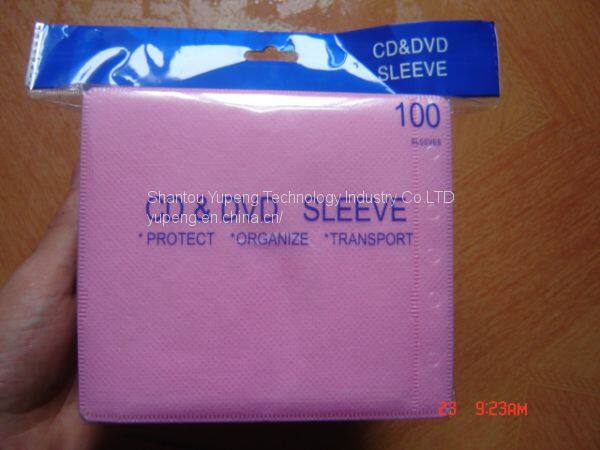 CD&DVD
SLEEVE
100
SLEEVES
Shantou Yupeng Technology Industry Co.LTD
CD & DVD SLEEVE
yupeng.en.china.cn/
*PROTECT *ORGANIZE *TRANSPORT
23 9:23AM